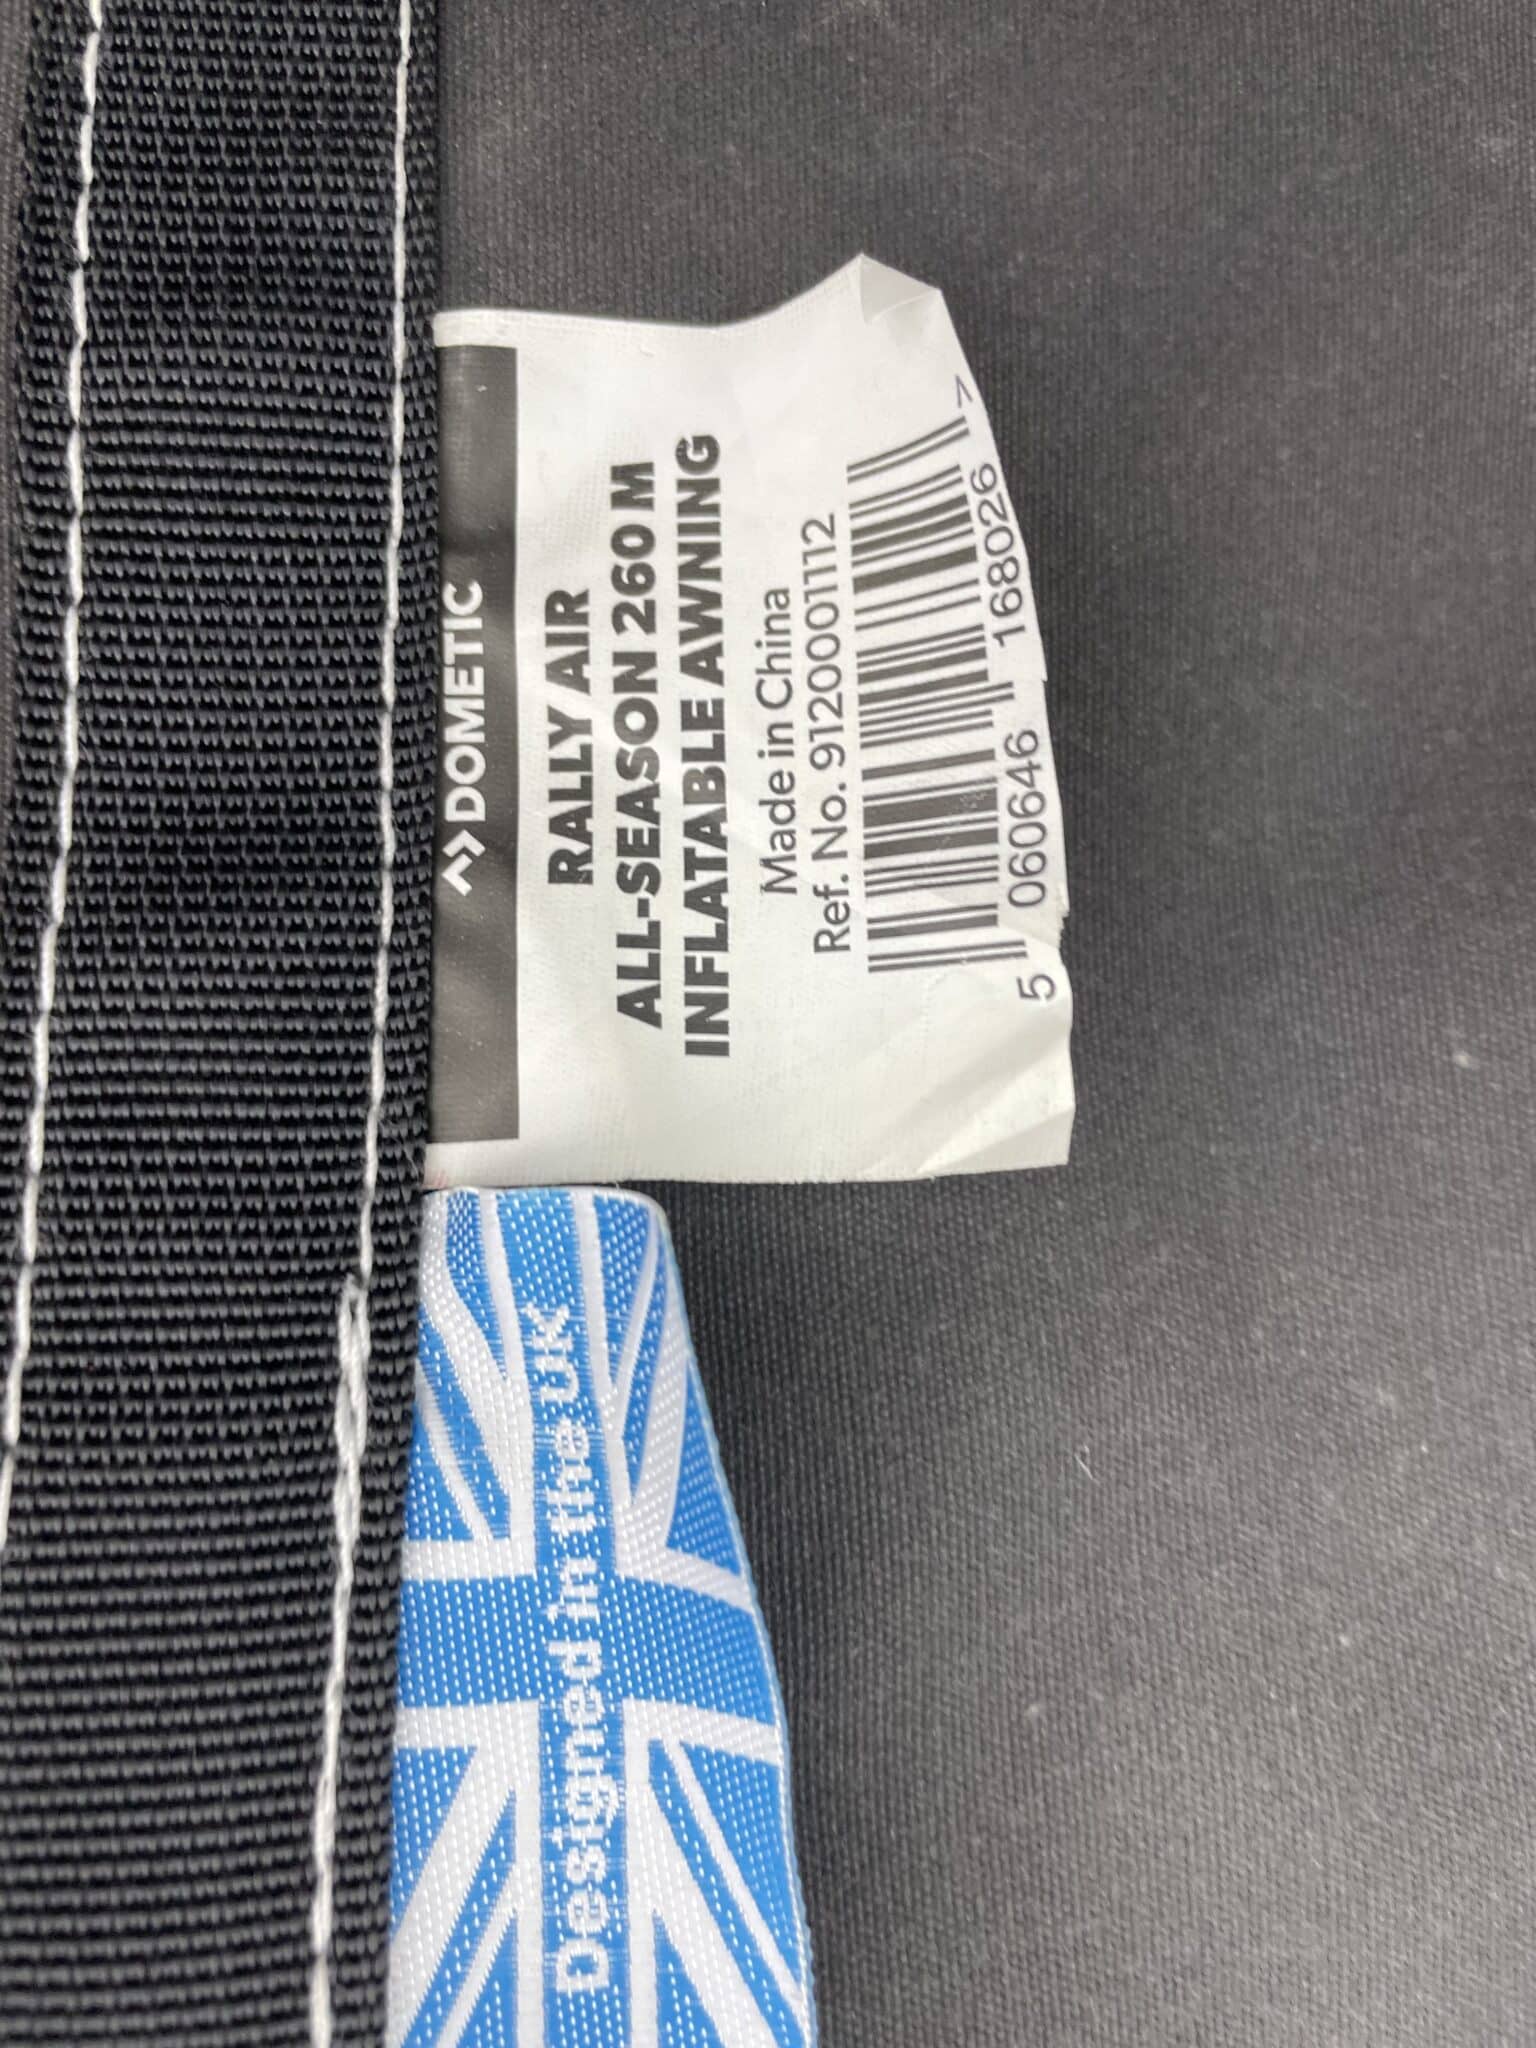 DOMETIC
RALLY AIR
ALL-SEASON 260 M
INFLATABLE AWNING
Made in China
Ref. No. 9120001112
5 060646 168026 >
Designed in the UK